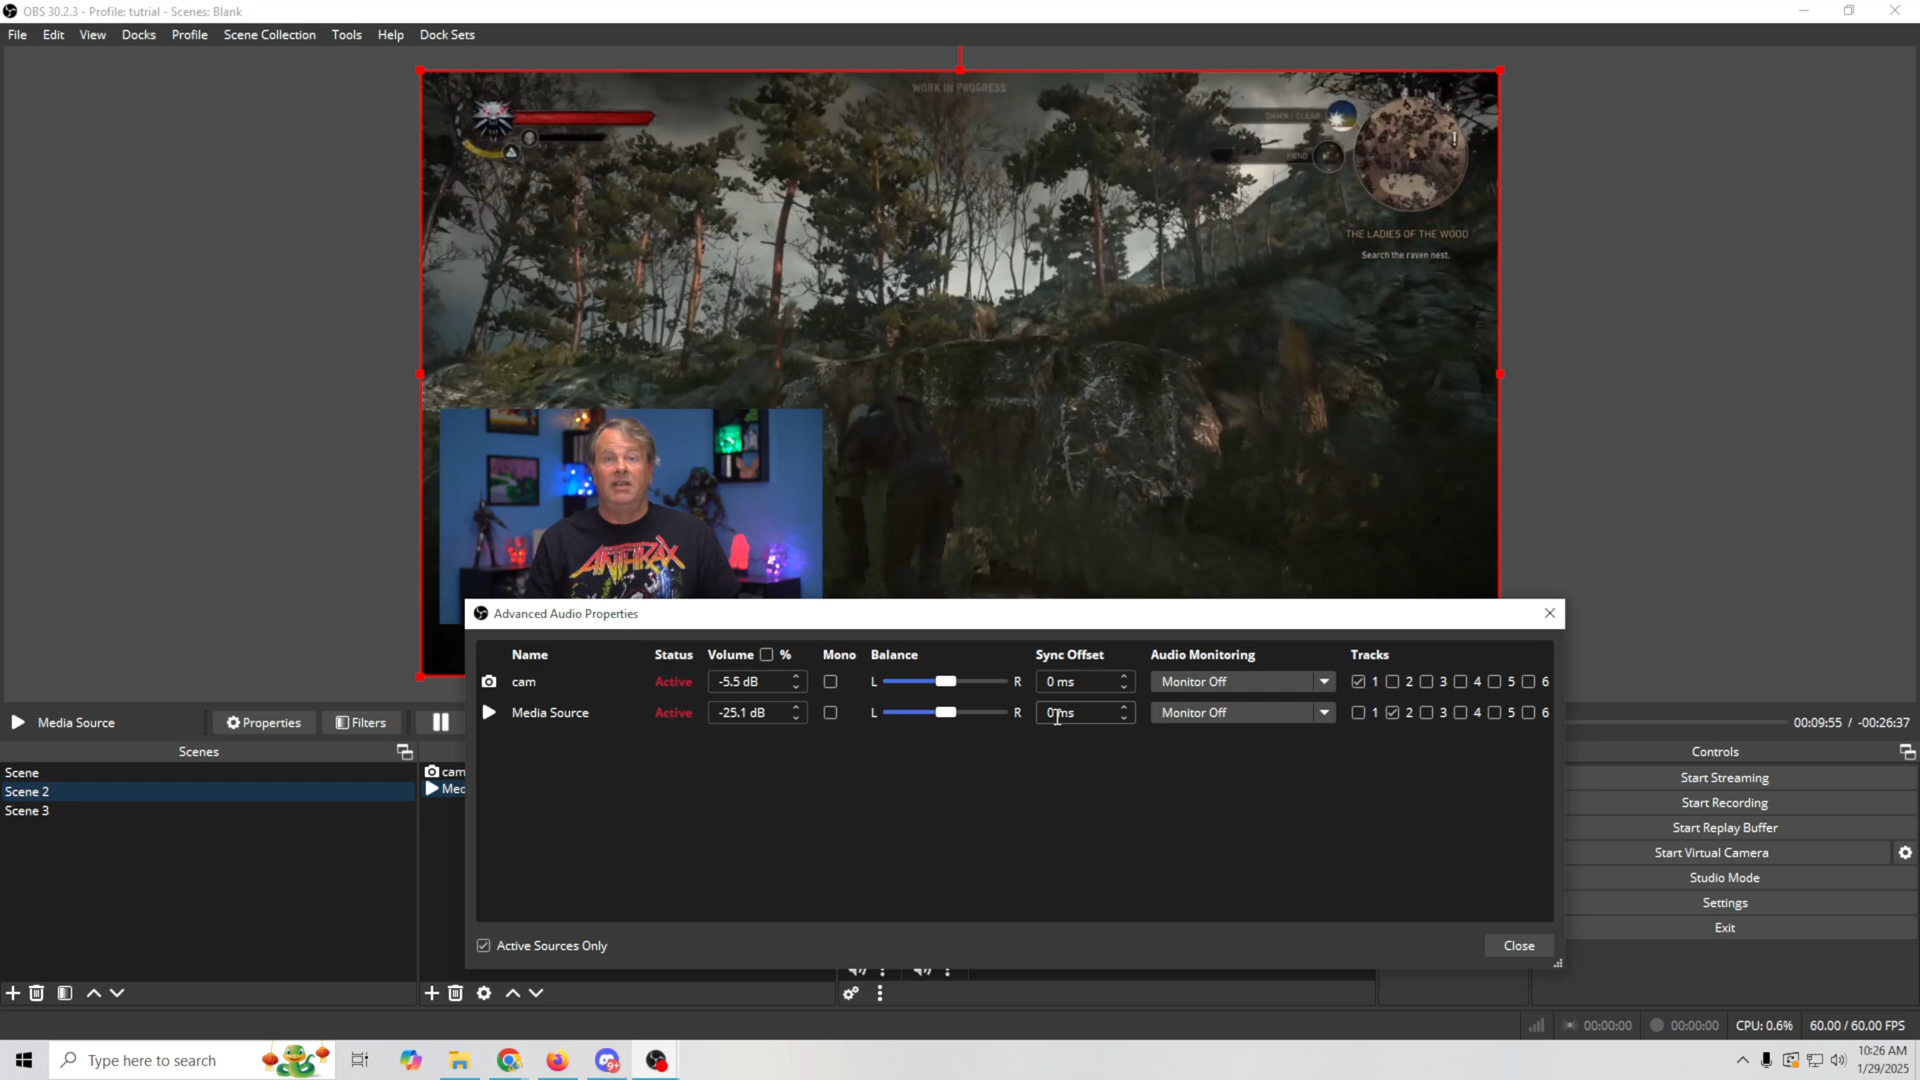 OBS 30.2.3 - Profile: tutrial - Scenes: Blank
File Edit View Docks Profile Scene Collection Tools Help Dock Sets
WORK IN PROGRESS
DAWN / CLEAR
FIEND
THE LADIES OF THE WOOD
Search the raven nest.
ANTHRAX
Advanced Audio Properties
Name Status Volume % Mono Balance Sync Offset Audio Monitoring Tracks
cam Active -5.5 dB L R 0 ms Monitor Off 1 2 3 4 5 6
Media Source Active -25.1 dB L R 0 ms Monitor Off 1 2 3 4 5 6
Active Sources Only
Close
Media Source Properties Filters 00:09:55 / -00:26:37
Scenes
Scene
Scene 2
Scene 3
cam
Med
Controls
Start Streaming
Start Recording
Start Replay Buffer
Start Virtual Camera
Studio Mode
Settings
Exit
00:00:00 00:00:00 CPU: 0.6% 60.00 / 60.00 FPS
Type here to search
9+
10:26 AM
1/29/2025